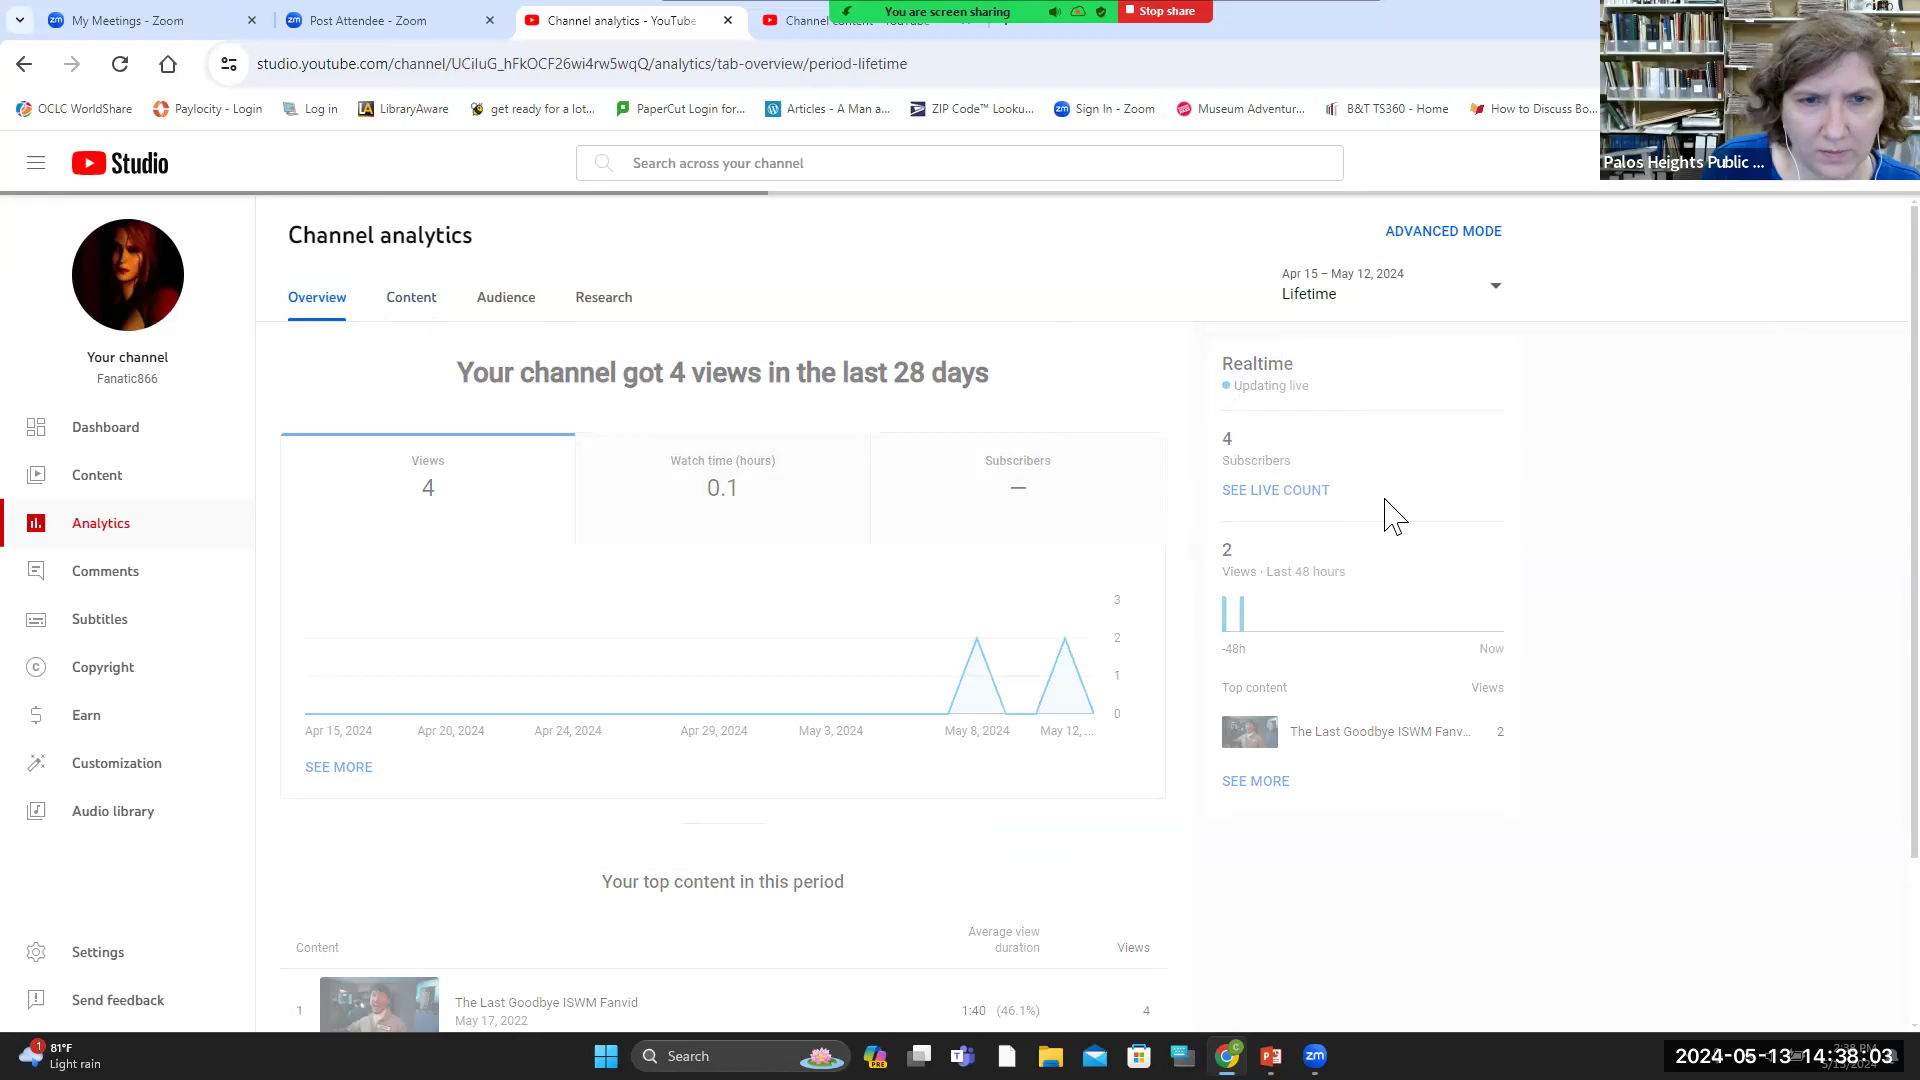 My Meetings - Zoom
Post Attendee - Zoom
Channel analytics - YouTube
Channel content - YouTube
You are screen sharing
Stop share
studio.youtube.com/channel/UCiluG_hFkOCF26wi4rw5wqQ/analytics/tab-overview/period-lifetime
OCLC WorldShare
Paylocity - Login
Log in
LibraryAware
get ready for a lot...
PaperCut Login for...
Articles - A Man a...
ZIP Code™ Looku...
Sign In - Zoom
Museum Adventur...
B&T TS360 - Home
How to Discuss Bo...
Palos Heights Public ...
Studio
Search across your channel
Channel analytics
ADVANCED MODE
Apr 15 – May 12, 2024
Lifetime
Overview
Content
Audience
Research
Your channel
Fanatic866
Dashboard
Content
Analytics
Comments
Subtitles
Copyright
Earn
Customization
Audio library
Settings
Send feedback
Your channel got 4 views in the last 28 days
Views
4
Watch time (hours)
0.1
Subscribers
—
3
2
1
0
Apr 15, 2024
Apr 20, 2024
Apr 24, 2024
Apr 29, 2024
May 3, 2024
May 8, 2024
May 12, ...
SEE MORE
Your top content in this period
Content
Average view
duration
Views
1
The Last Goodbye ISWM Fanvid
May 17, 2022
1:40 (46.1%)
4
Realtime
Updating live
4
Subscribers
SEE LIVE COUNT
2
Views · Last 48 hours
-48h
Now
Top content
Views
The Last Goodbye ISWM Fanv...
2
SEE MORE
1
81°F
Light rain
Search
2024-05-13 14:38:03